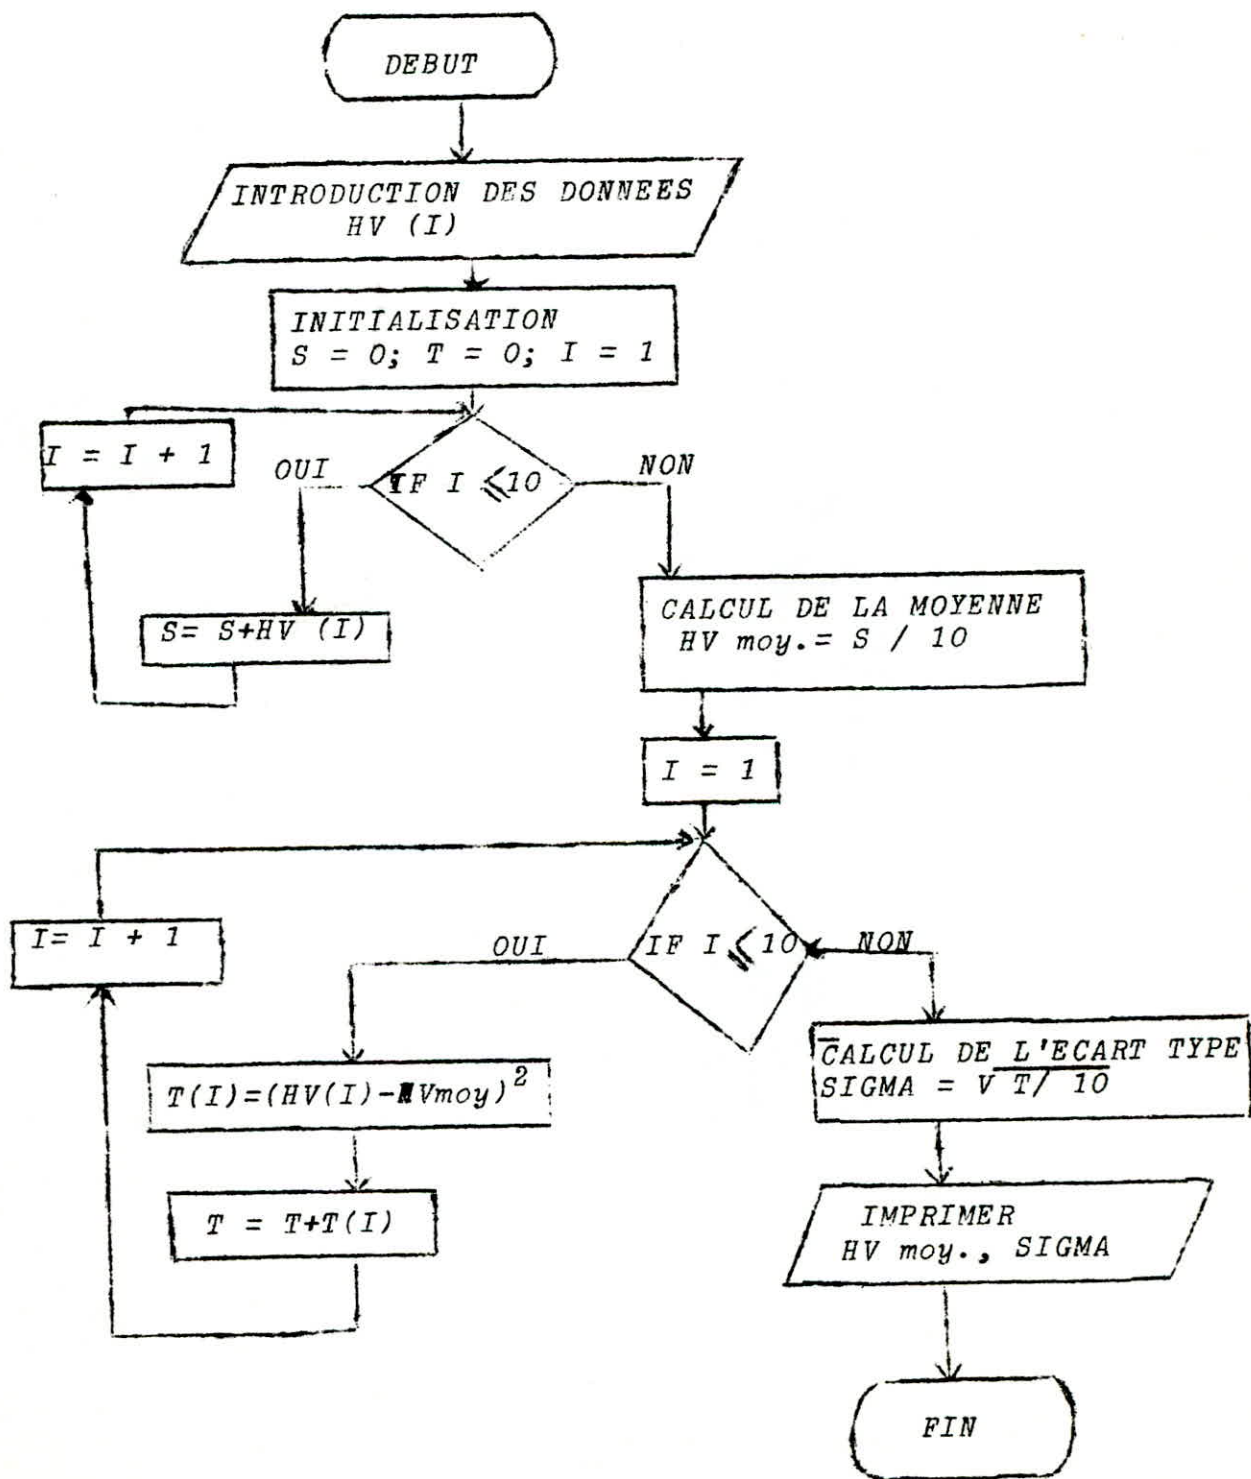 DEBUT
INTRODUCTION DES DONNEES
HV (I)
INITIALISATION
S = 0; T = 0; I = 1
I = I + 1
OUI
IF I ⩽10
NON
S= S+HV (I)
CALCUL DE LA MOYENNE
HV moy.= S / 10
I = 1
I= I + 1
OUI
IF I ⩽ 10
NON
T(I)=(HV(I)-HVmoy)²
CALCUL DE L'ECART TYPE
SIGMA = V T/ 10
T = T+T(I)
IMPRIMER
HV moy., SIGMA
FIN